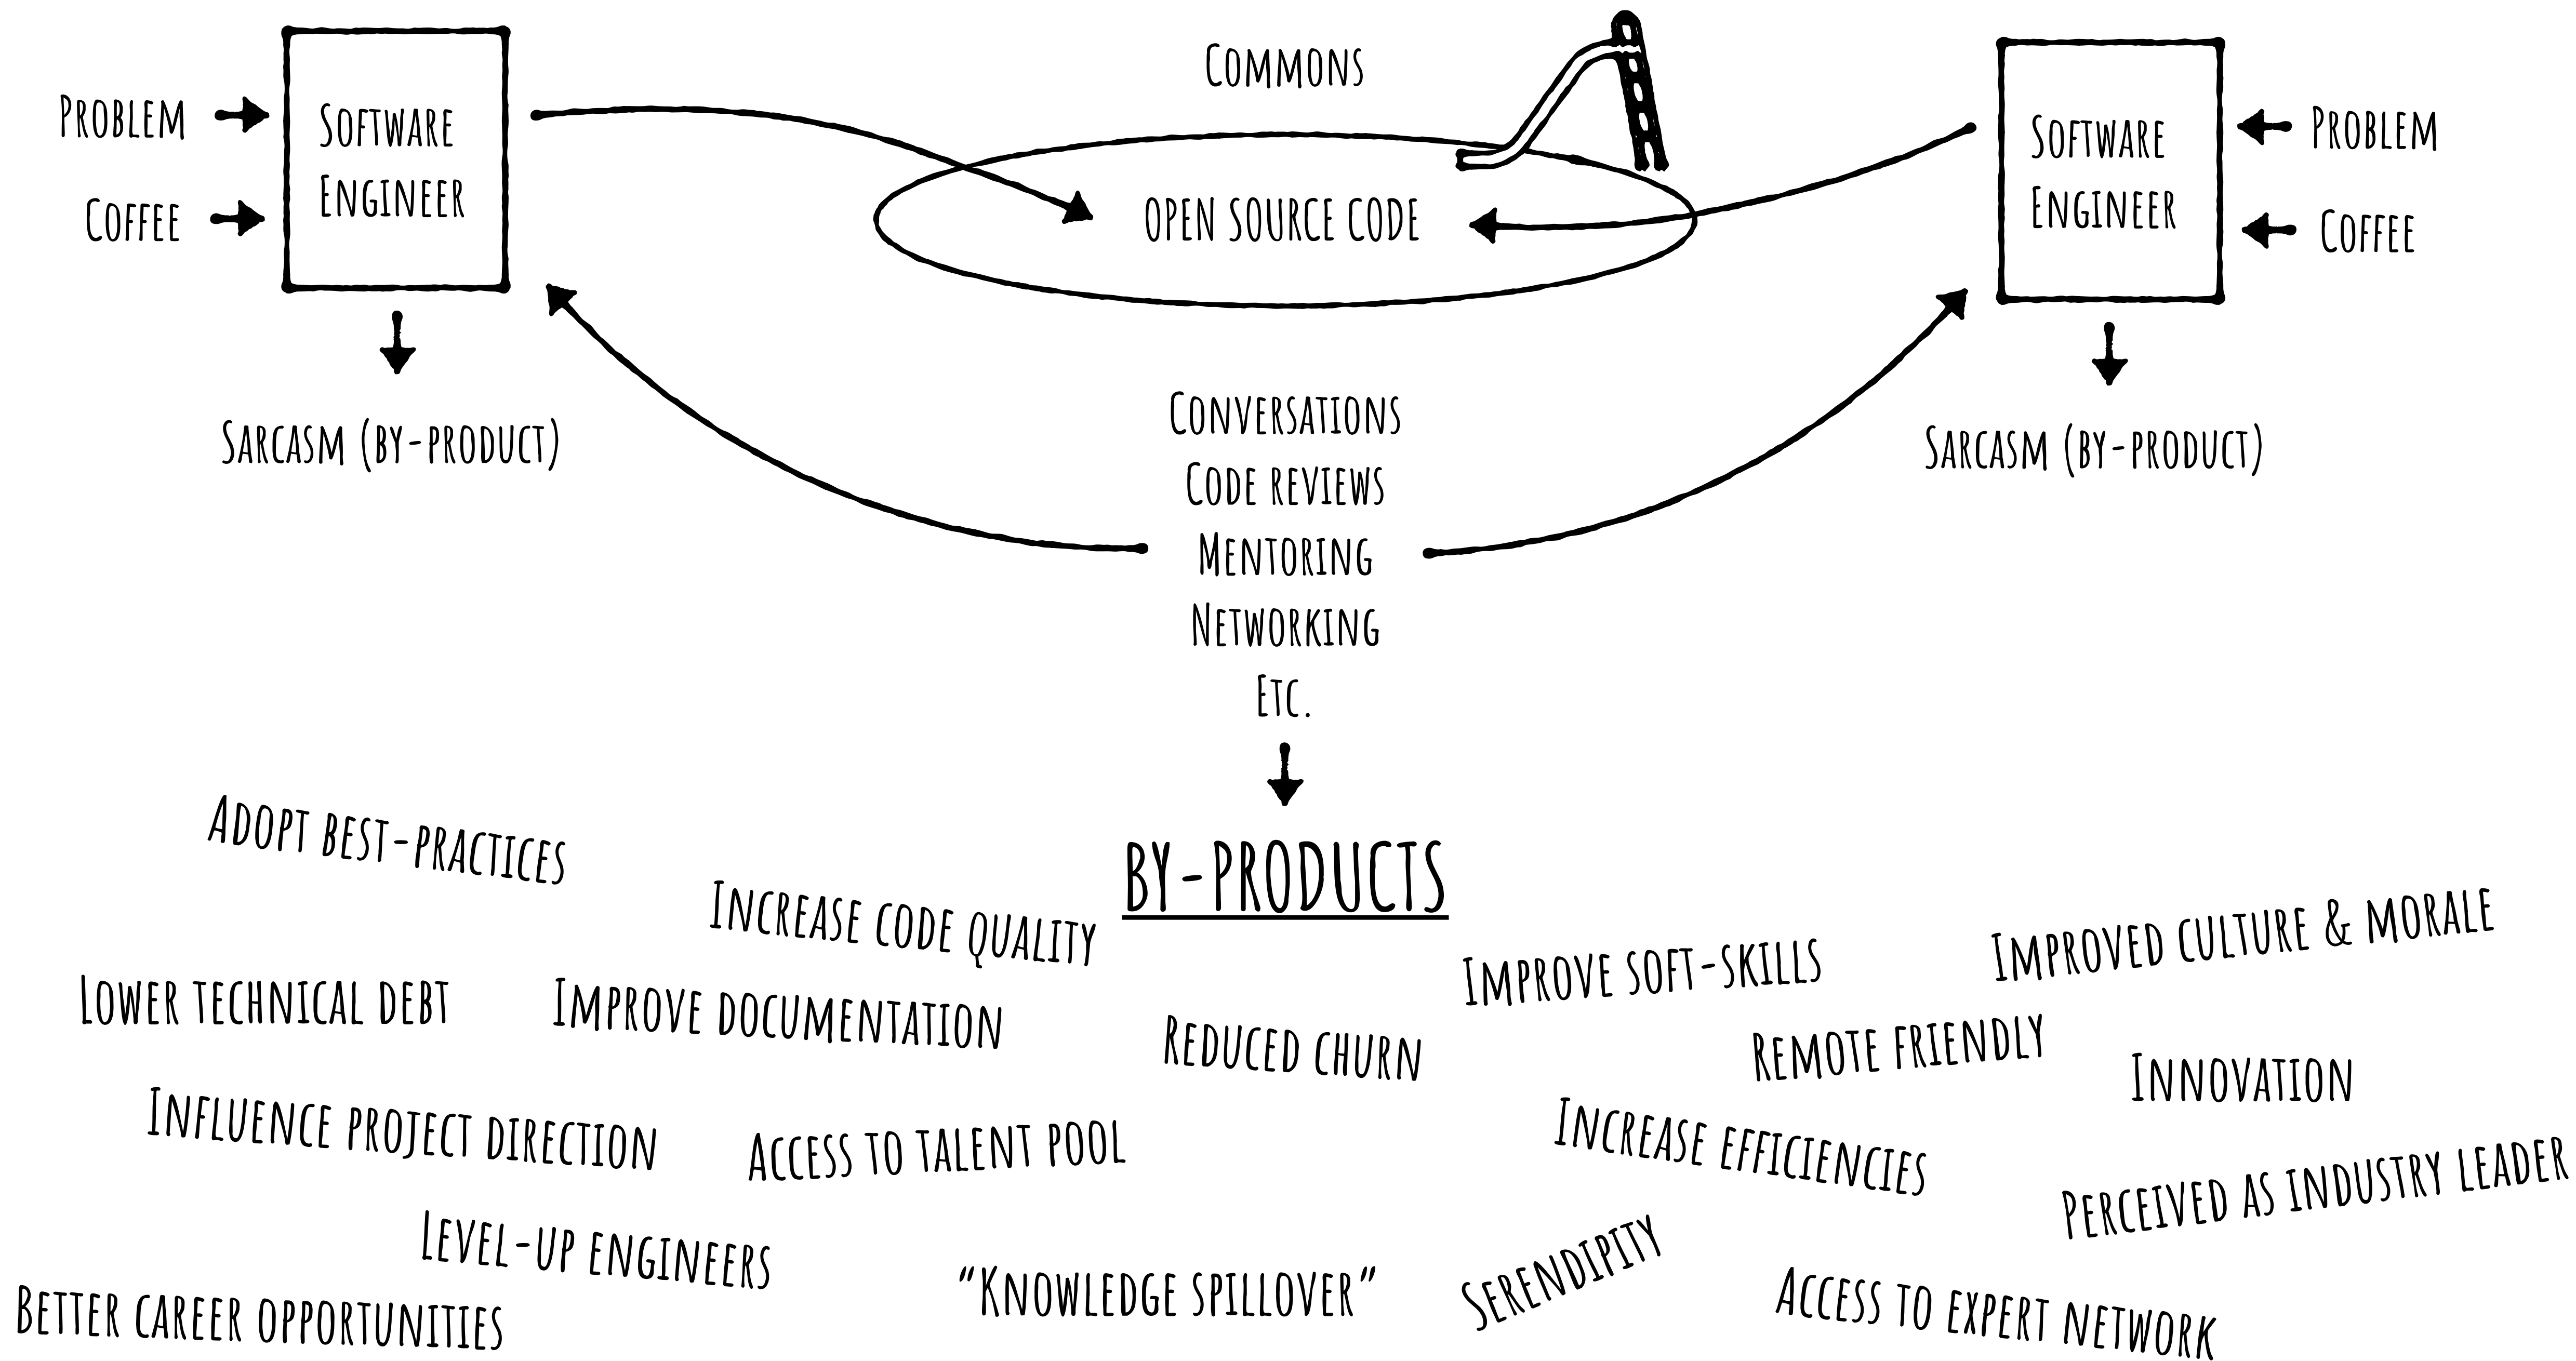 Commons
Problem
Coffee
Software
Engineer
Sarcasm (by-product)
OPEN SOURCE CODE
Software
Engineer
Problem
Coffee
Sarcasm (by-product)
Conversations
Code reviews
Mentoring
Networking
Etc.
BY-PRODUCTS
Adopt best-practices
Increase code quality
Lower technical debt
Improve documentation
Reduced churn
Improve soft-skills
Improved culture & morale
Remote friendly
Innovation
Influence project direction
Access to talent pool
Increase efficiencies
Perceived as industry leader
Level-up engineers
Better career opportunities
“Knowledge spillover”
Serendipity
Access to expert network